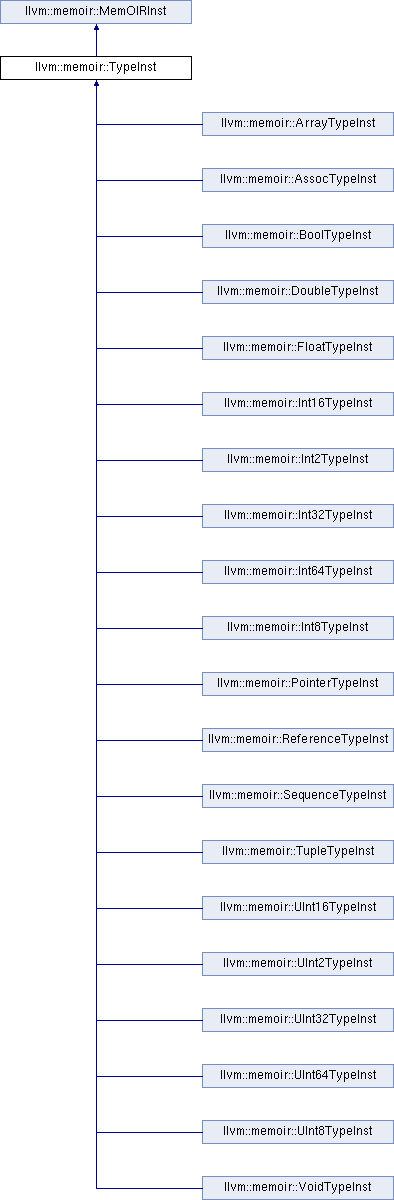 llvm::memoir::MemOIRInst
llvm::memoir::TypeInst
llvm::memoir::ArrayTypeInst
llvm::memoir::AssocTypeInst
llvm::memoir::BoolTypeInst
llvm::memoir::DoubleTypeInst
llvm::memoir::FloatTypeInst
llvm::memoir::Int16TypeInst
llvm::memoir::Int2TypeInst
llvm::memoir::Int32TypeInst
llvm::memoir::Int64TypeInst
llvm::memoir::Int8TypeInst
llvm::memoir::PointerTypeInst
llvm::memoir::ReferenceTypeInst
llvm::memoir::SequenceTypeInst
llvm::memoir::TupleTypeInst
llvm::memoir::UInt16TypeInst
llvm::memoir::UInt2TypeInst
llvm::memoir::UInt32TypeInst
llvm::memoir::UInt64TypeInst
llvm::memoir::UInt8TypeInst
llvm::memoir::VoidTypeInst